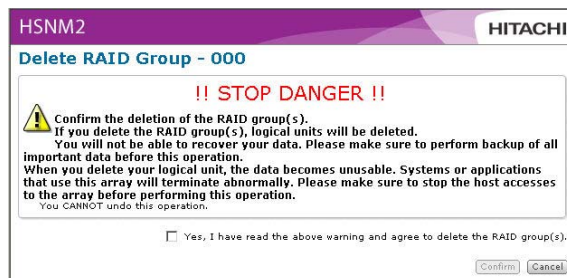 HSNM2
HITACHI
Delete RAID Group - 000
!! STOP DANGER !!
Confirm the deletion of the RAID group(s).
If you delete the RAID group(s), logical units will be deleted.
You will not be able to recover your data. Please make sure to perform backup of all
important data before this operation.
When you delete your logical unit, the data becomes unusable. Systems or applications
that use this array will terminate abnormally. Please make sure to stop the host accesses
to the array before performing this operation.
You CANNOT undo this operation.
Yes, I have read the above warning and agree to delete the RAID group(s).
Confirm Cancel